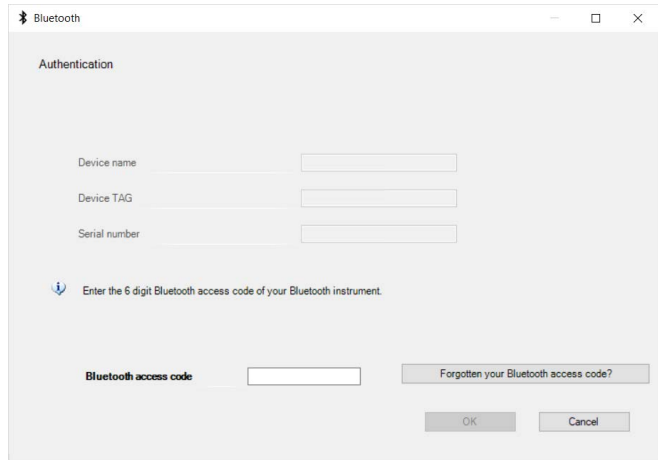 Bluetooth
Authentication
Device name
Device TAG
Serial number
Enter the 6 digit Bluetooth access code of your Bluetooth instrument.
Bluetooth access code
Forgotten your Bluetooth access code?
OK
Cancel